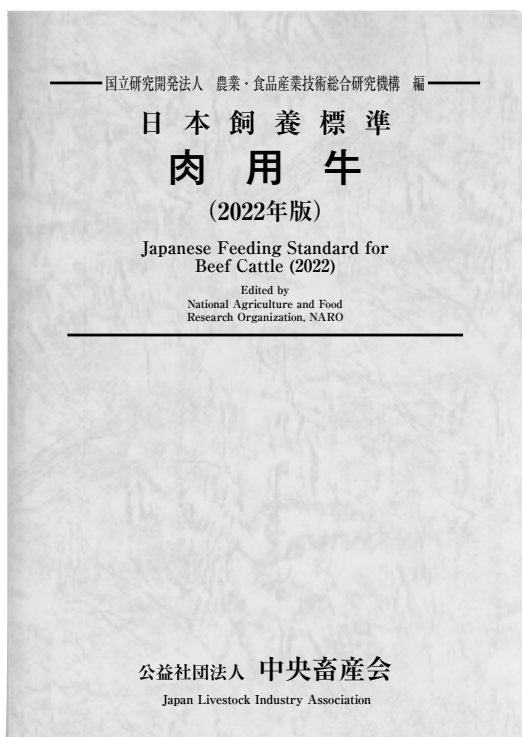 国立研究開発法人　農業・食品産業技術総合研究機構　編
日本飼養標準
肉用牛
（2022年版）
Japanese Feeding Standard for
Beef Cattle (2022)
Edited by
National Agriculture and Food
Research Organization, NARO
公益社団法人 中央畜産会
Japan Livestock Industry Association